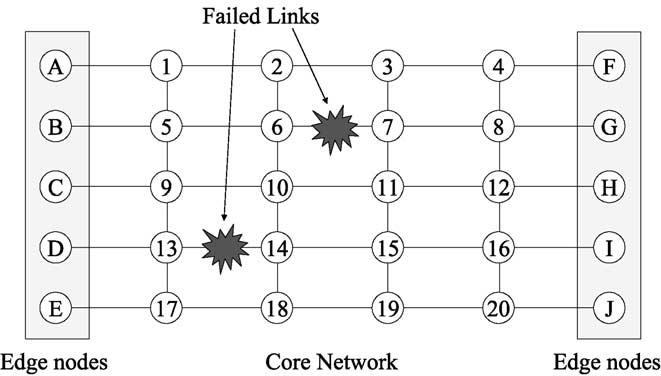 Failed Links
A 1 2 3 4 F
B 5 6 7 8 G
C 9 10 11 12 H
D 13 14 15 16 I
E 17 18 19 20 J
Edge nodes Core Network Edge nodes